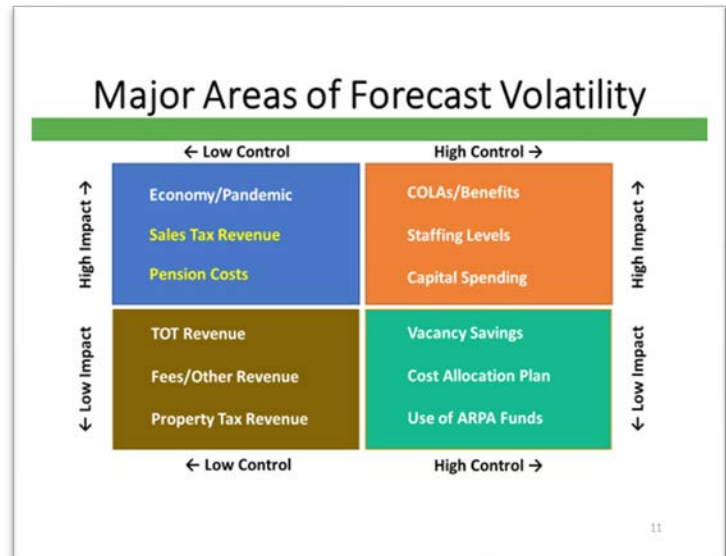 Major Areas of Forecast Volatility
← Low Control
High Control →
High Impact →
Economy/Pandemic
Sales Tax Revenue
Pension Costs
COLAs/Benefits
Staffing Levels
Capital Spending
High Impact →
← Low Impact
TOT Revenue
Fees/Other Revenue
Property Tax Revenue
Vacancy Savings
Cost Allocation Plan
Use of ARPA Funds
← Low Impact
← Low Control
High Control →
11